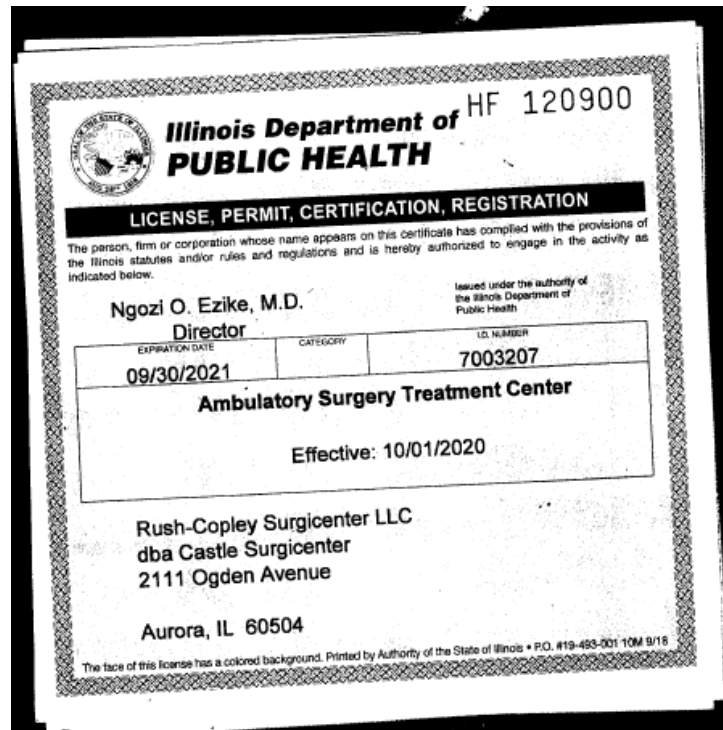 Illinois Department of
PUBLIC HEALTH
HF 120900
LICENSE, PERMIT, CERTIFICATION, REGISTRATION
The person, firm or corporation whose name appears on this certificate has complied with the provisions of
the Illinois statutes and/or rules and regulations and is hereby authorized to engage in the activity as
indicated below.
Ngozi O. Ezike, M.D.
Director
Issued under the authority of
the Illinois Department of
Public Health
EXPIRATION DATE
CATEGORY
I.D. NUMBER
09/30/2021
7003207
Ambulatory Surgery Treatment Center
Effective: 10/01/2020
Rush-Copley Surgicenter LLC
dba Castle Surgicenter
2111 Ogden Avenue
Aurora, IL 60504
The face of this license has a colored background. Printed by Authority of the State of Illinois • P.O. #19-493-001 10M 9/18